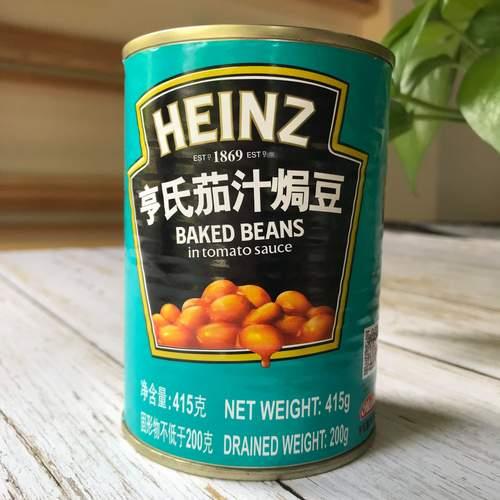 HEINZ
EST D 1869 EST D
亨氏茄汁焗豆
BAKED BEANS
in tomato sauce
净含量:415克 NET WEIGHT: 415g
固形物不低于200克 DRAINED WEIGHT: 200g